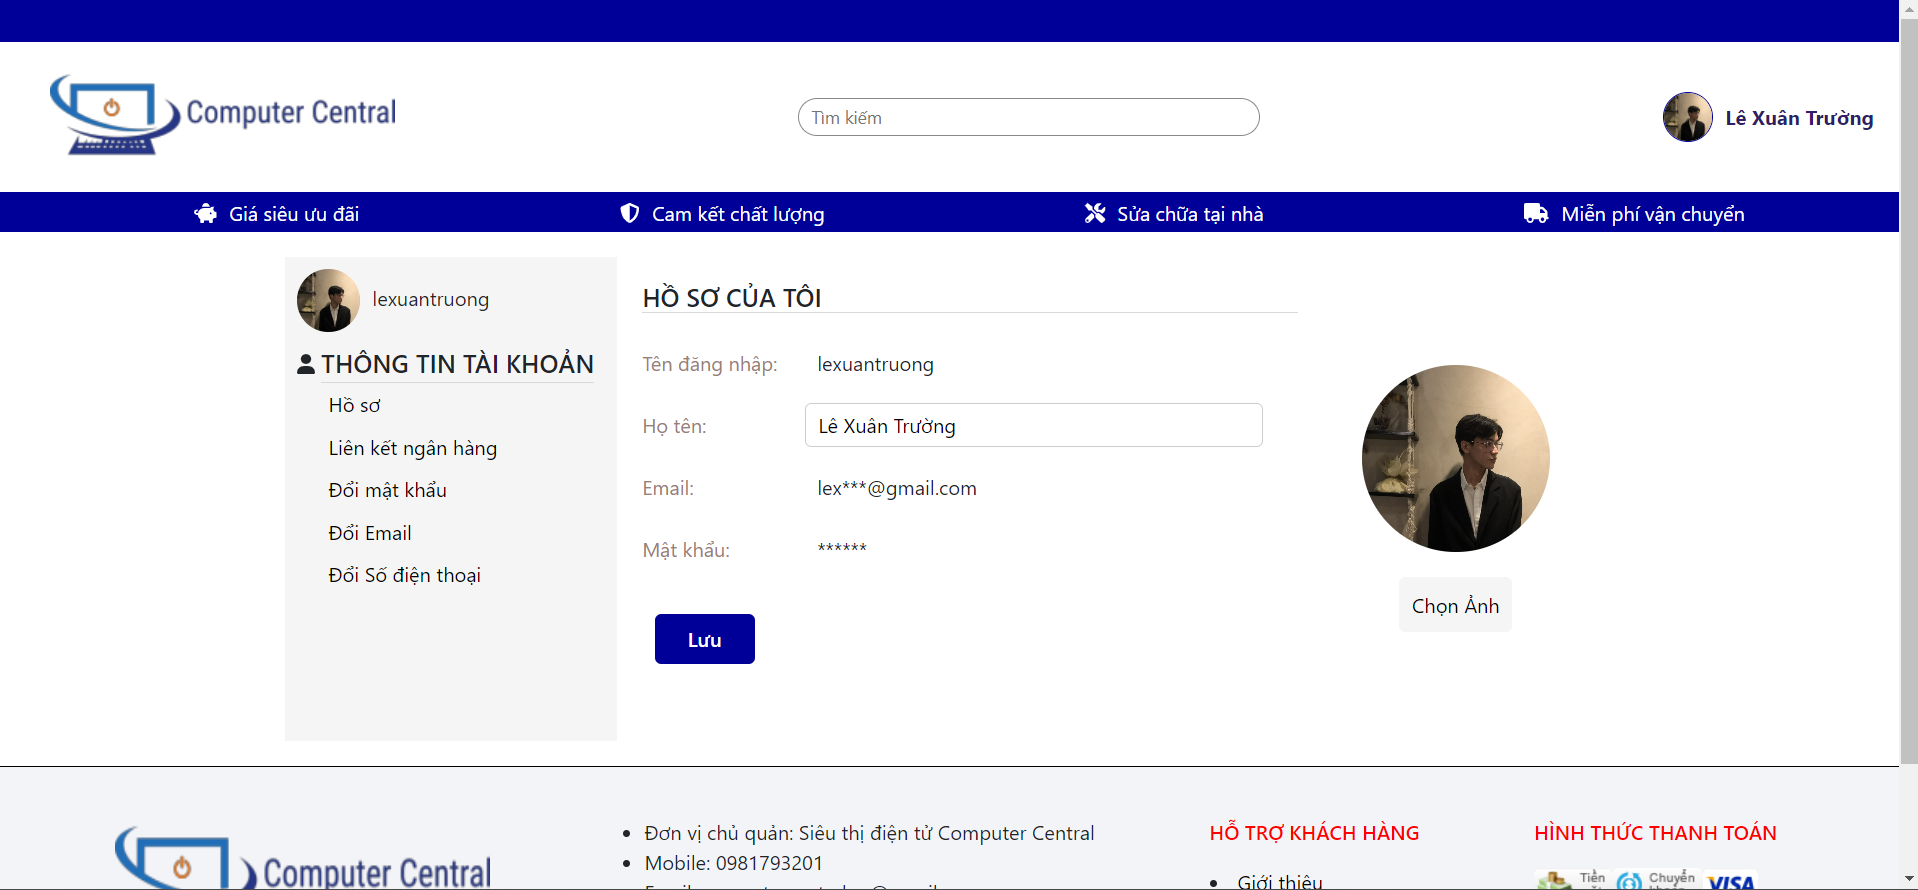 Computer Central
Tìm kiếm
Lê Xuân Trường
Giá siêu ưu đãi
Cam kết chất lượng
Sửa chữa tại nhà
Miễn phí vận chuyển
lexuantruong
THÔNG TIN TÀI KHOẢN
Hồ sơ
Liên kết ngân hàng
Đổi mật khẩu
Đổi Email
Đổi Số điện thoại
HỒ SƠ CỦA TÔI
Tên đăng nhập: lexuantruong
Họ tên: Lê Xuân Trường
Email: lex***@gmail.com
Mật khẩu: ******
Lưu
Chọn Ảnh
Computer Central
Đơn vị chủ quản: Siêu thị điện tử Computer Central
Mobile: 0981793201
HỖ TRỢ KHÁCH HÀNG
Giới thiệu
HÌNH THỨC THANH TOÁN
Tiền
Chuyển
VISA